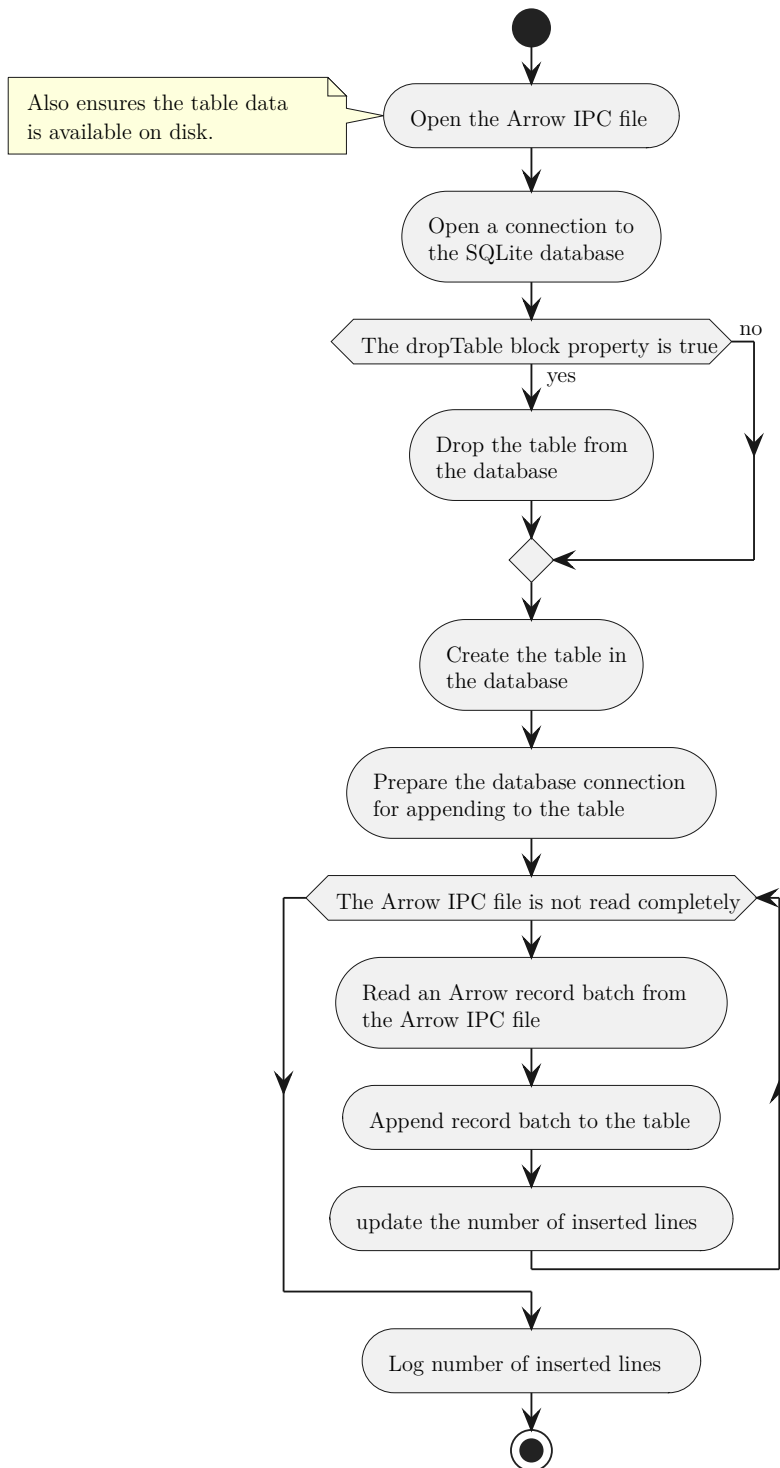 Also ensures the table data
is available on disk.
Open the Arrow IPC file
Open a connection to
the SQLite database
The dropTable block property is true
no
yes
Drop the table from
the database
Create the table in
the database
Prepare the database connection
for appending to the table
The Arrow IPC file is not read completely
Read an Arrow record batch from
the Arrow IPC file
Append record batch to the table
update the number of inserted lines
Log number of inserted lines